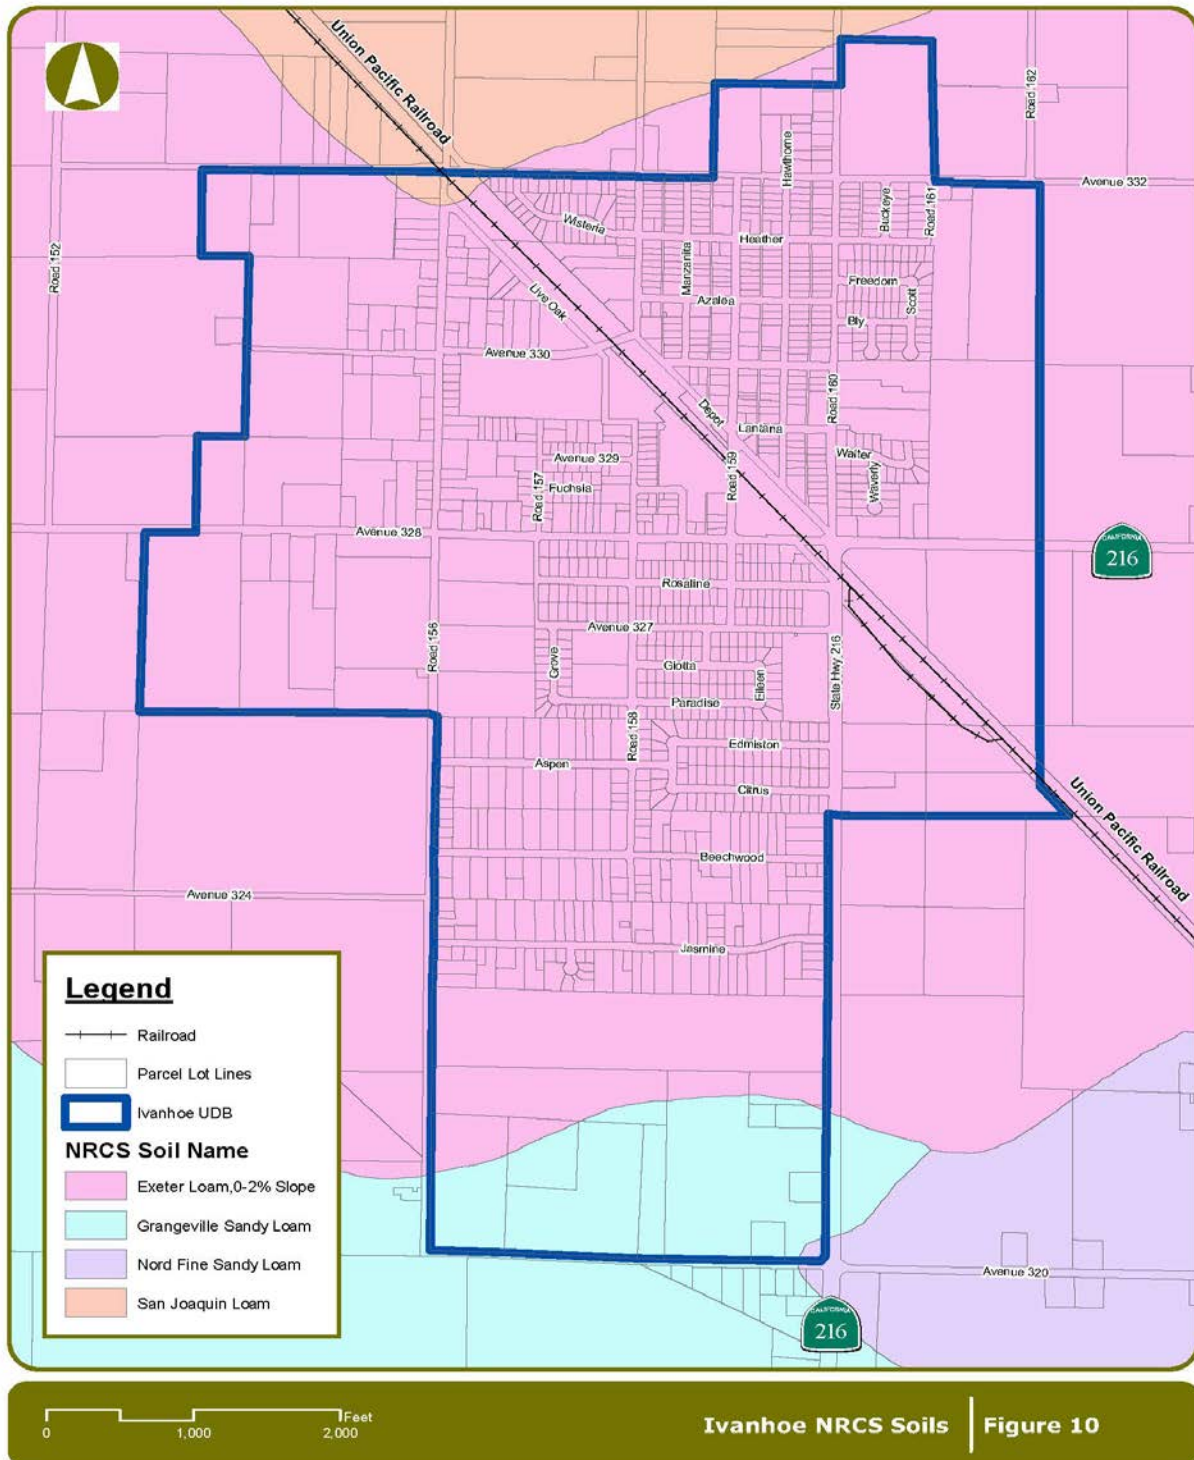 Union Pacific Railroad
Road 162
Hawthorne
Avenue 332
Buckeye
Road 161
Wisteria
Heather
Manzanita
Road 152
Freedom
Scott
Azalea
Live Oak
Bly
Avenue 330
Road 160
Depot
Lantana
Walter
Avenue 329
Road 159
Waverly
Road 157
Fuchsia
Avenue 328
CALIFORNIA
216
Rosaline
Avenue 327
Road 156
Grove
Giotta
Eileen
State Hwy 216
Paradise
Road 158
Edmiston
Aspen
Citrus
Union Pacific Railroad
Beechwood
Avenue 324
Jasmine
Legend
Railroad
Parcel Lot Lines
Ivanhoe UDB
NRCS Soil Name
Exeter Loam,0-2% Slope
Grangeville Sandy Loam
Nord Fine Sandy Loam
San Joaquin Loam
Avenue 320
CALIFORNIA
216
Feet
0 1,000 2,000
Ivanhoe NRCS Soils | Figure 10